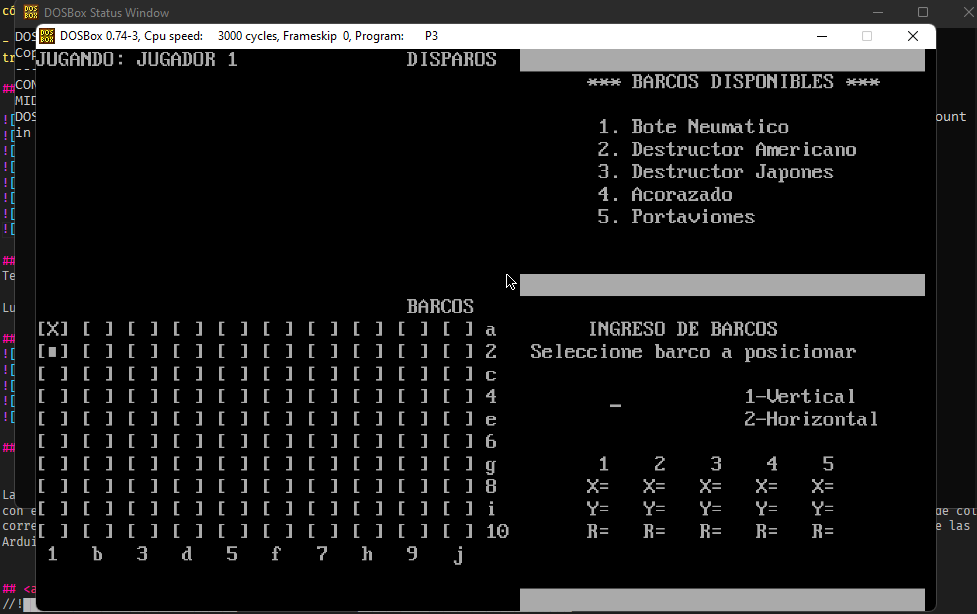 DOSBox Status Window
DOSBox 0.74-3, Cpu speed: 3000 cycles, Frameskip 0, Program: P3
JUGANDO: JUGADOR 1 DISPAROS
*** BARCOS DISPONIBLES ***
1. Bote Neumatico
2. Destructor Americano
3. Destructor Japones
4. Acorazado
5. Portaviones
BARCOS
[X] [ ] [ ] [ ] [ ] [ ] [ ] [ ] [ ] [ ] a
[■] [ ] [ ] [ ] [ ] [ ] [ ] [ ] [ ] [ ] 2
[ ] [ ] [ ] [ ] [ ] [ ] [ ] [ ] [ ] [ ] c
[ ] [ ] [ ] [ ] [ ] [ ] [ ] [ ] [ ] [ ] 4
[ ] [ ] [ ] [ ] [ ] [ ] [ ] [ ] [ ] [ ] e
[ ] [ ] [ ] [ ] [ ] [ ] [ ] [ ] [ ] [ ] 6
[ ] [ ] [ ] [ ] [ ] [ ] [ ] [ ] [ ] [ ] g
[ ] [ ] [ ] [ ] [ ] [ ] [ ] [ ] [ ] [ ] 8
[ ] [ ] [ ] [ ] [ ] [ ] [ ] [ ] [ ] [ ] i
[ ] [ ] [ ] [ ] [ ] [ ] [ ] [ ] [ ] [ ] 10
1 b 3 d 5 f 7 h 9 j
INGRESO DE BARCOS
Seleccione barco a posicionar
_ 1-Vertical
2-Horizontal
1 2 3 4 5
X= X= X= X= X=
Y= Y= Y= Y= Y=
R= R= R= R= R=